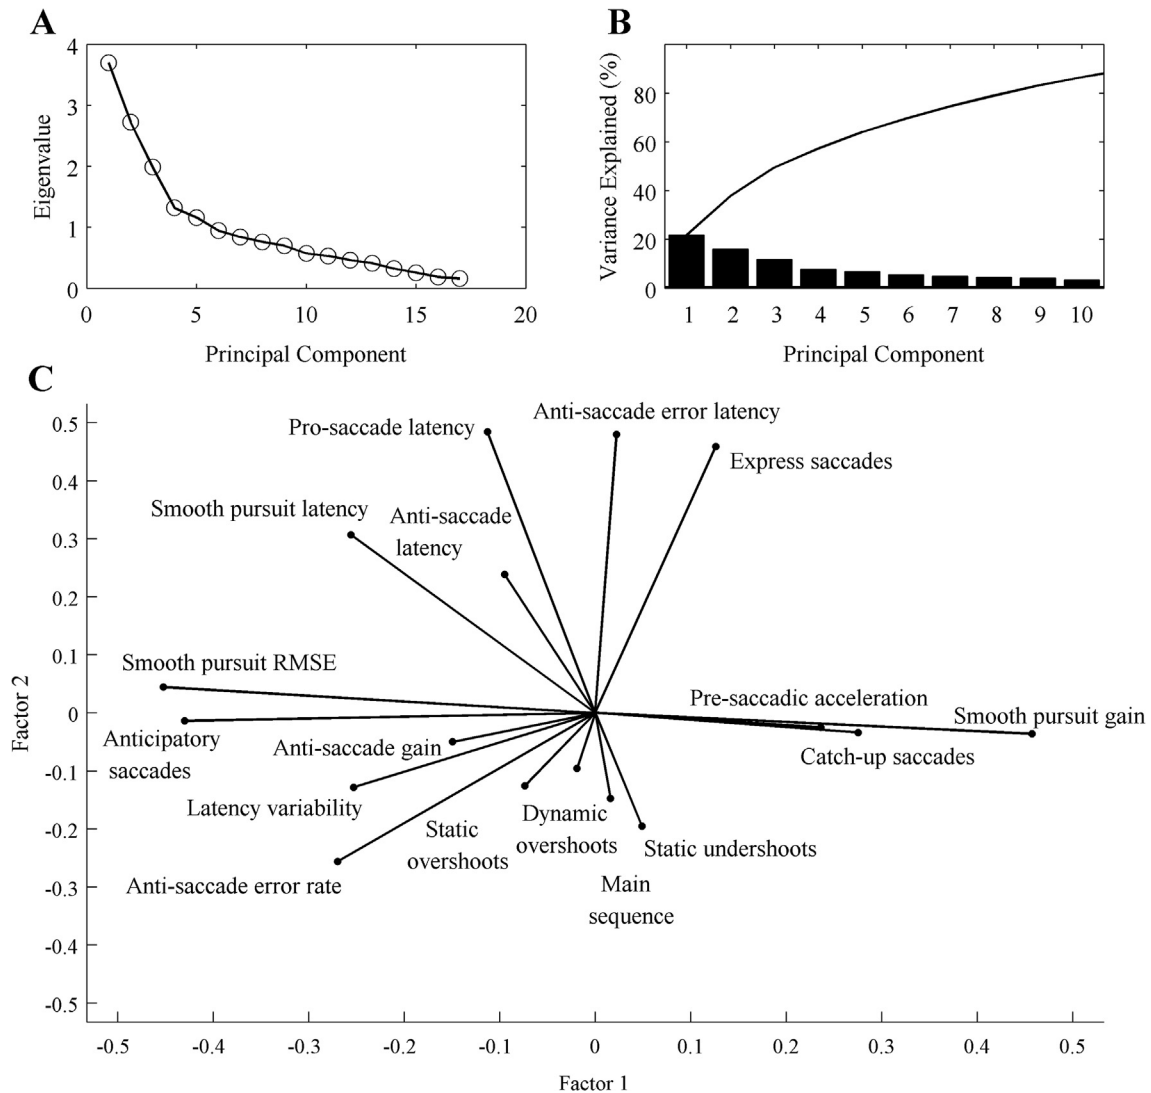 A
B
4
3
2
1
0
Eigenvalue
0
5
10
15
20
Principal Component
80
60
40
20
0
Variance Explained (%)
1
2
3
4
5
6
7
8
9
10
Principal Component
C
0.5
0.4
0.3
0.2
0.1
0
-0.1
-0.2
-0.3
-0.4
-0.5
Factor 2
Pro-saccade latency
Anti-saccade error latency
Express saccades
Smooth pursuit latency
Anti-saccade
latency
Smooth pursuit RMSE
Pre-saccadic acceleration
Smooth pursuit gain
Anticipatory
saccades
Anti-saccade gain
Catch-up saccades
Latency variability
Static
overshoots
Dynamic
overshoots
Static undershoots
Anti-saccade error rate
Main
sequence
-0.5
-0.4
-0.3
-0.2
-0.1
0
0.1
0.2
0.3
0.4
0.5
Factor 1